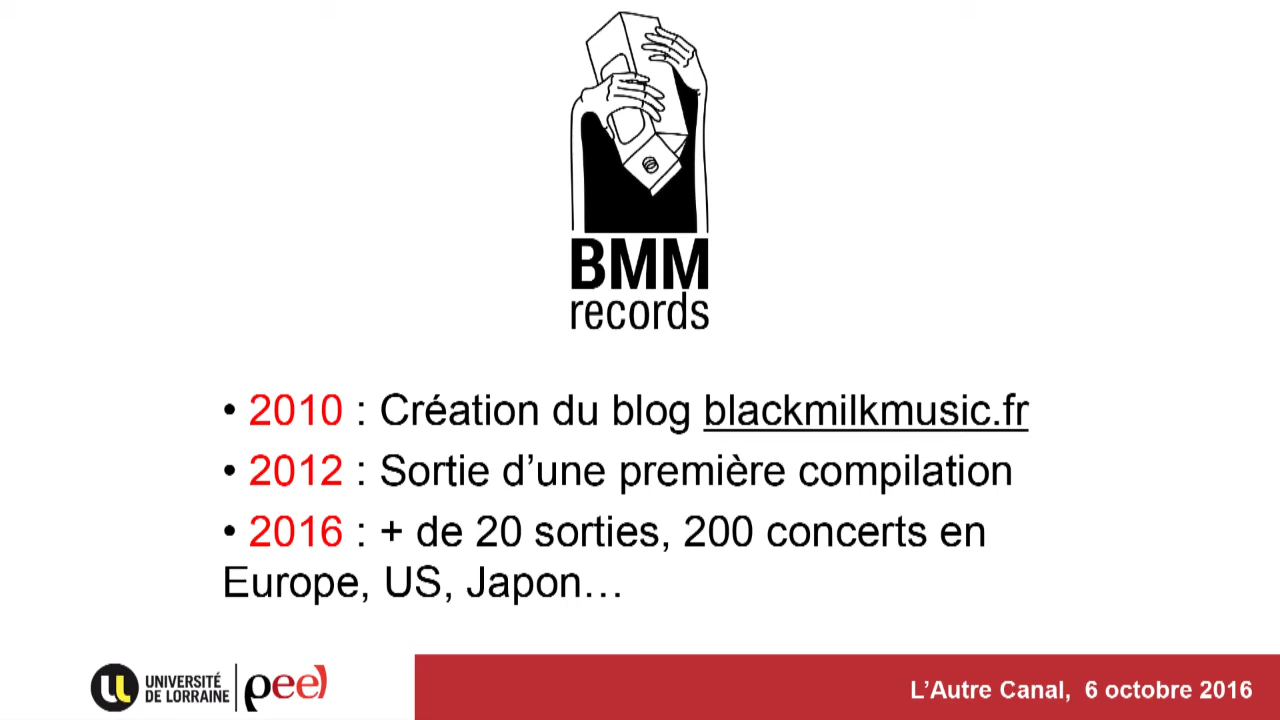 BMM
records
• 2010 : Création du blog blackmilkmusic.fr
• 2012 : Sortie d’une première compilation
• 2016 : + de 20 sorties, 200 concerts en
Europe, US, Japon…
UNIVERSITÉ
DE LORRAINE
peel
L’Autre Canal, 6 octobre 2016